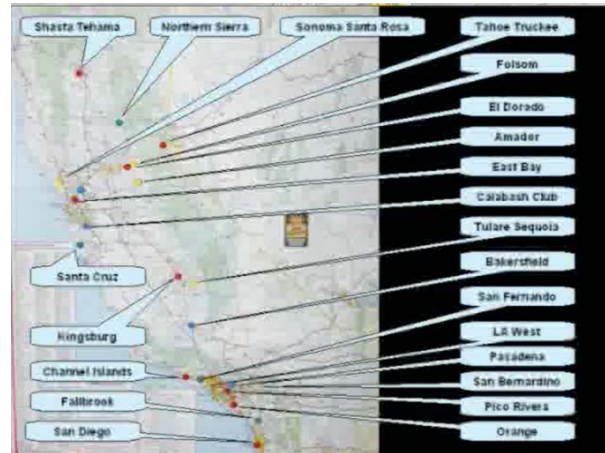 Shasta Tehama
Northern Sierra
Sonoma Santa Rosa
Tahoe Truckee
Folsom
El Dorado
Amador
East Bay
Calabash Club
Tulare Sequoia
Bakersfield
San Fernando
LA West
Pasadena
San Bernardino
Pico Rivera
Orange
Santa Cruz
Kingsburg
Channel Islands
Fallbrook
San Diego